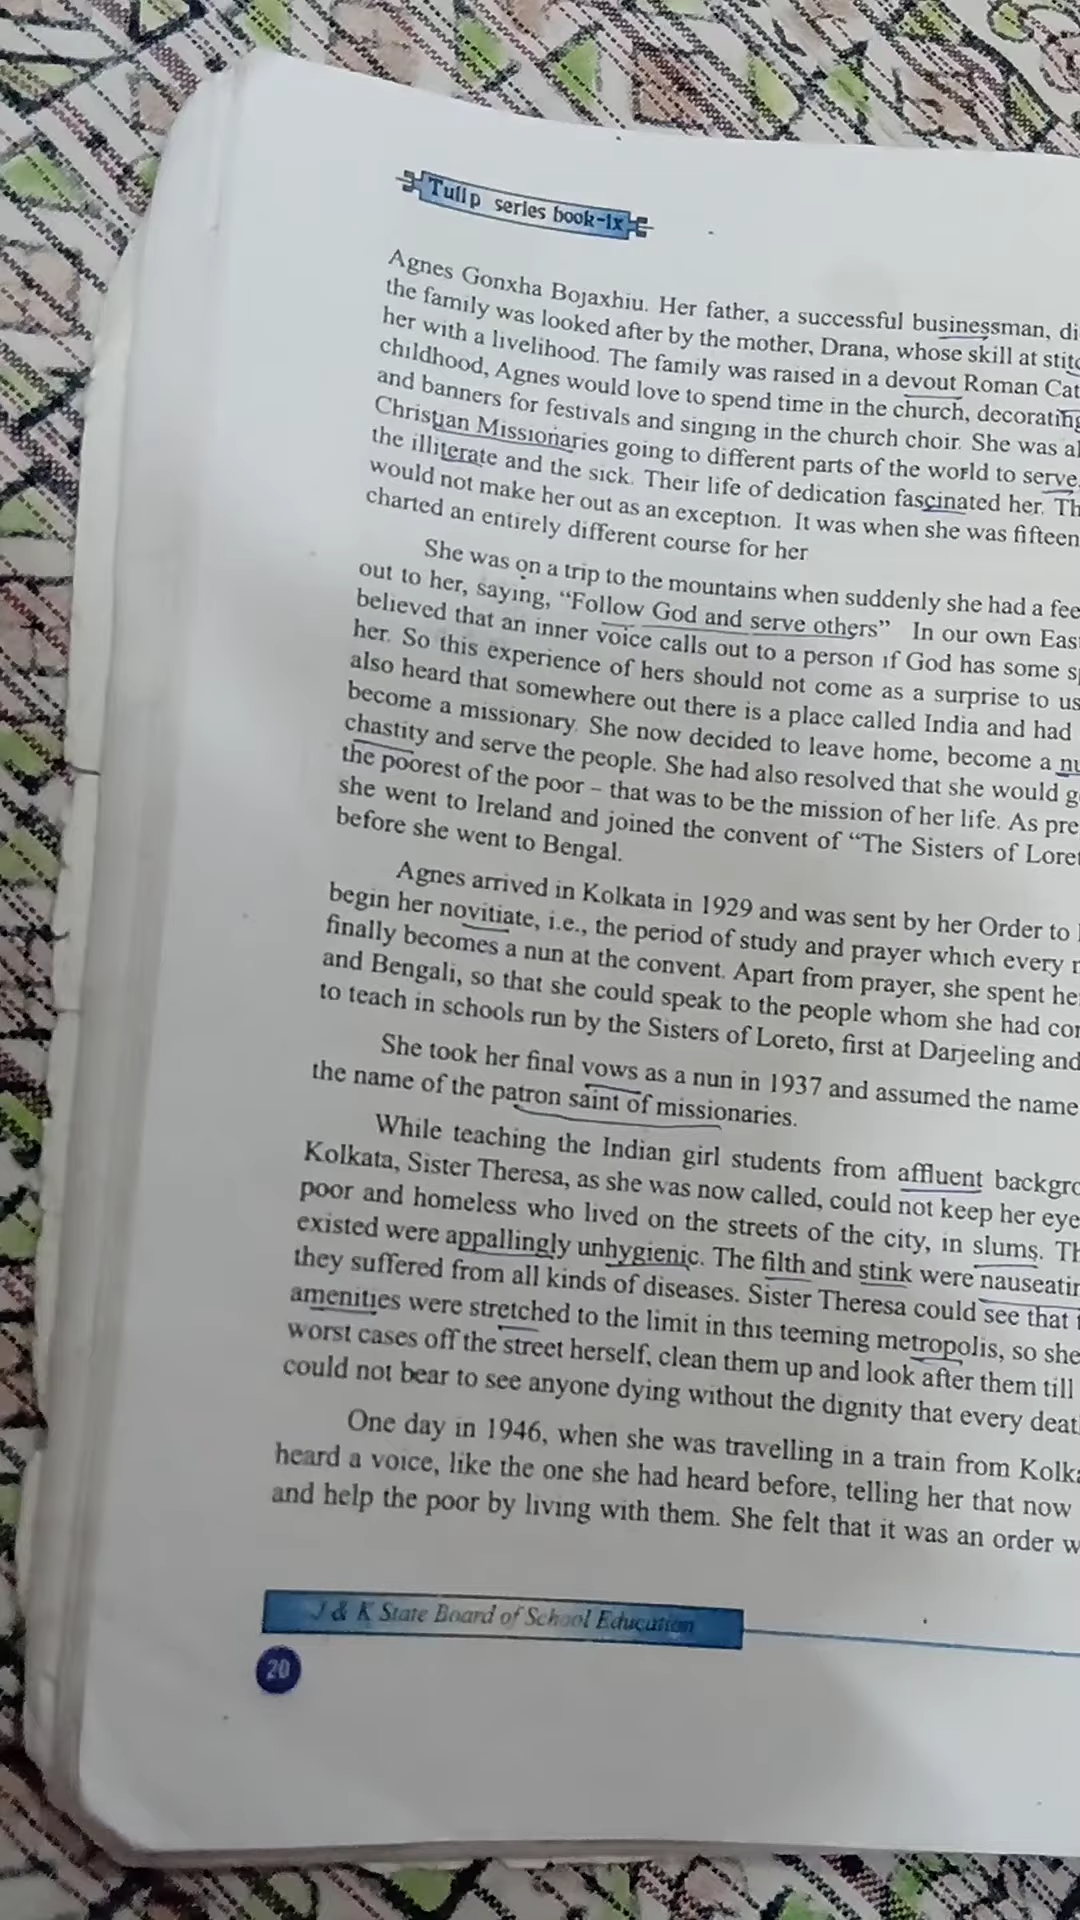 Tulip series book-ix
Agnes Gonxha Bojaxhiu. Her father, a successful businessman,
the family was looked after by the mother, Drana, whose skill at
her with a livelihood. The family was raised in a devout Roman
childhood, Agnes would love to spend time in the church, decorating
and banners for festivals and singing in the church choir. She was
Christian Missionaries going to different parts of the world to serve
the illiterate and the sick. Their life of dedication fascinated her.
would not make her out as an exception. It was when she was fifteen
charted an entirely different course for her
She was on a trip to the mountains when suddenly she had a
out to her, saying, “Follow God and serve others” In our own
believed that an inner voice calls out to a person if God has some
her. So this experience of hers should not come as a surprise to us
also heard that somewhere out there is a place called India and had
become a missionary. She now decided to leave home, become a
chastity and serve the people. She had also resolved that she would
the poorest of the poor – that was to be the mission of her life. As
she went to Ireland and joined the convent of “The Sisters of
before she went to Bengal.
Agnes arrived in Kolkata in 1929 and was sent by her Order to
begin her novitiate, i.e., the period of study and prayer which every
finally becomes a nun at the convent. Apart from prayer, she spent
and Bengali, so that she could speak to the people whom she had
to teach in schools run by the Sisters of Loreto, first at Darjeeling and
She took her final vows as a nun in 1937 and assumed the name
the name of the patron saint of missionaries.
While teaching the Indian girl students from affluent
Kolkata, Sister Theresa, as she was now called, could not keep her
poor and homeless who lived on the streets of the city, in slums.
existed were appallingly unhygienic. The filth and stink were
they suffered from all kinds of diseases. Sister Theresa could see that
amenities were stretched to the limit in this teeming metropolis, so she
worst cases off the street herself, clean them up and look after them till
could not bear to see anyone dying without the dignity that every
One day in 1946, when she was travelling in a train from
heard a voice, like the one she had heard before, telling her that now
and help the poor by living with them. She felt that it was an order
J & K State Board of School Education
20